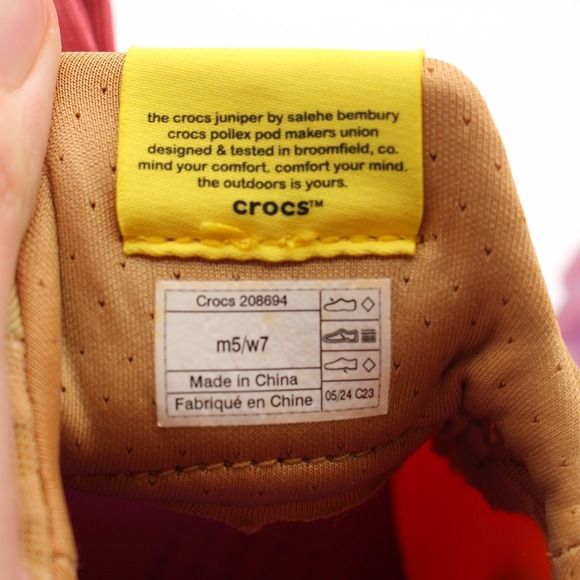 the crocs juniper by salehe bembury
crocs pollex pod makers union
designed & tested in broomfield, co.
mind your comfort. comfort your mind.
the outdoors is yours.
crocs™
Crocs 208694
m5/w7
Made in China
Fabriqué en Chine
05/24 C23